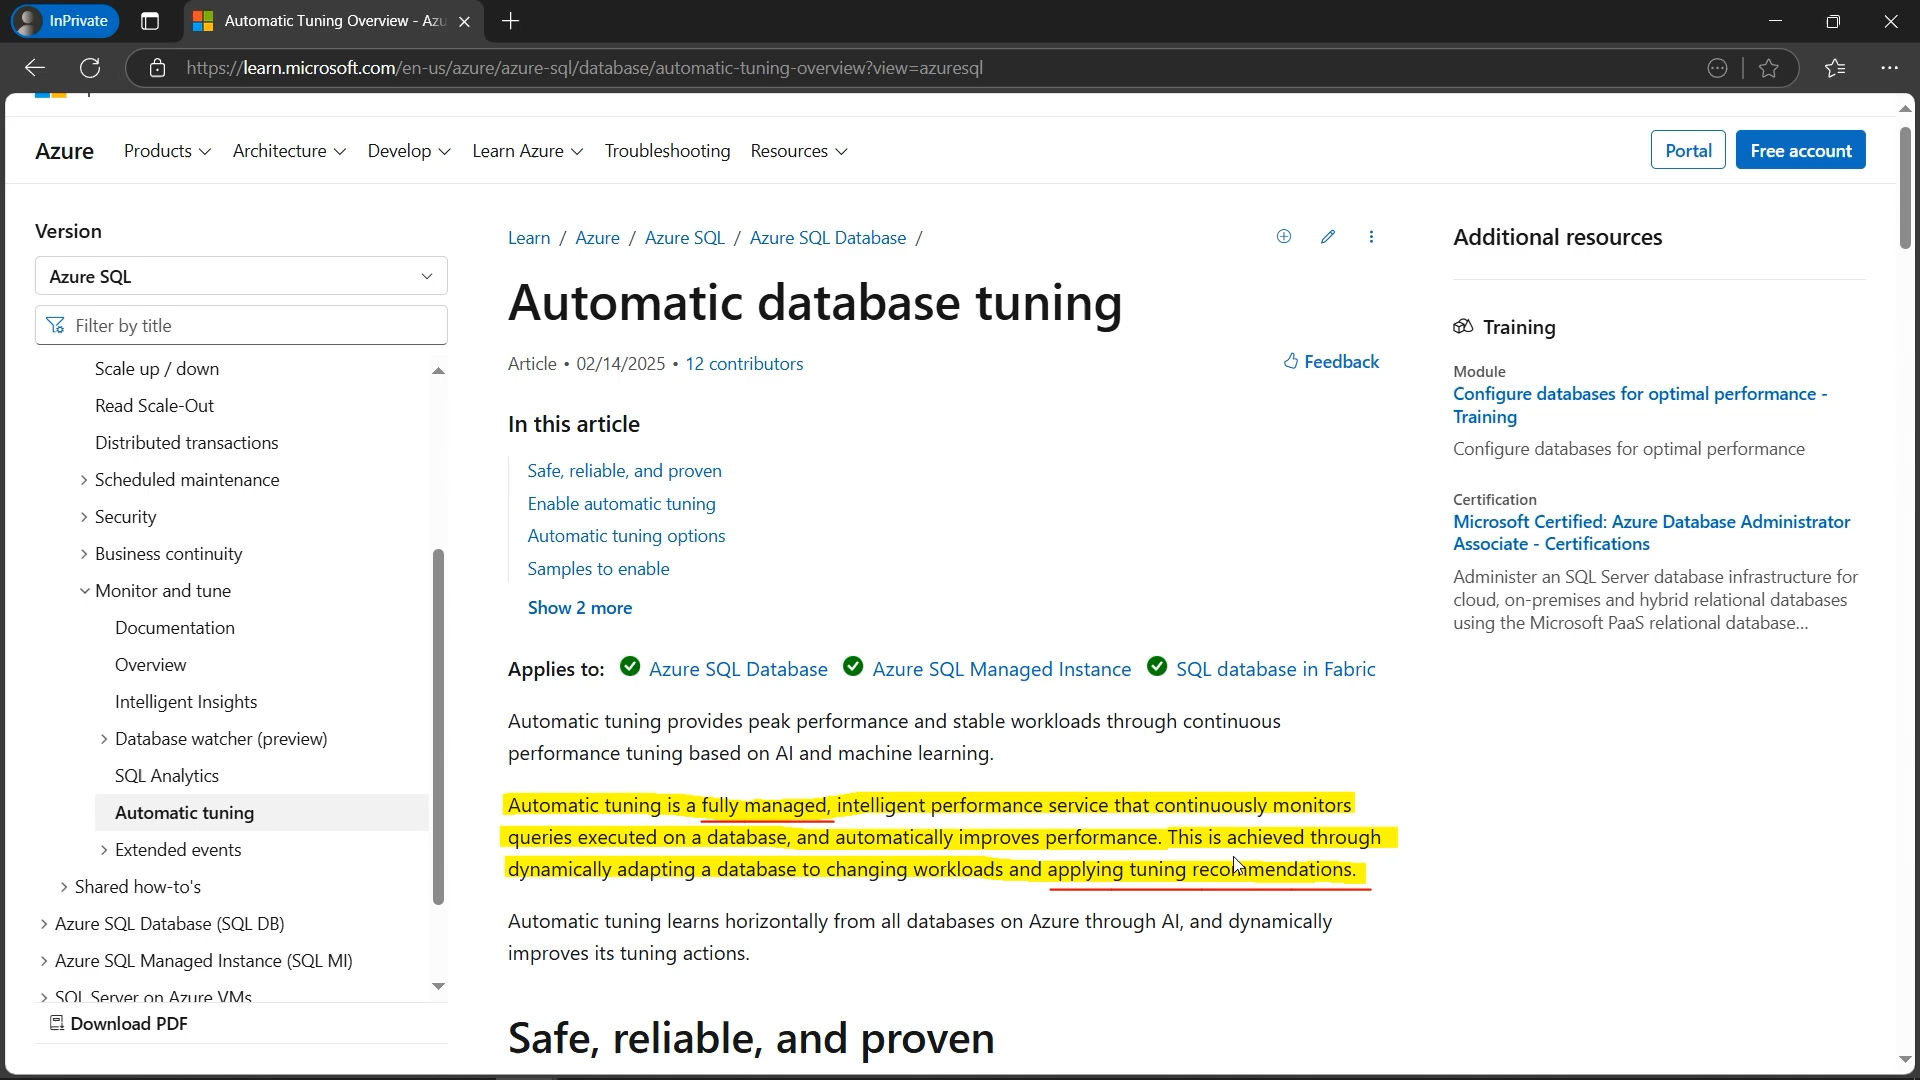 InPrivate
Automatic Tuning Overview - Azu
https://learn.microsoft.com/en-us/azure/azure-sql/database/automatic-tuning-overview?view=azuresql
Azure
Products
Architecture
Develop
Learn Azure
Troubleshooting
Resources
Portal
Free account
Version
Azure SQL
Filter by title
Scale up / down
Read Scale-Out
Distributed transactions
Scheduled maintenance
Security
Business continuity
Monitor and tune
Documentation
Overview
Intelligent Insights
Database watcher (preview)
SQL Analytics
Automatic tuning
Extended events
Shared how-to's
Azure SQL Database (SQL DB)
Azure SQL Managed Instance (SQL MI)
SQL Server on Azure VMs
Download PDF
Learn / Azure / Azure SQL / Azure SQL Database /
Automatic database tuning
Article • 02/14/2025 • 12 contributors
Feedback
In this article
Safe, reliable, and proven
Enable automatic tuning
Automatic tuning options
Samples to enable
Show 2 more
Applies to: Azure SQL Database Azure SQL Managed Instance SQL database in Fabric
Automatic tuning provides peak performance and stable workloads through continuous
performance tuning based on AI and machine learning.
Automatic tuning is a fully managed, intelligent performance service that continuously monitors
queries executed on a database, and automatically improves performance. This is achieved through
dynamically adapting a database to changing workloads and applying tuning recommendations.
Automatic tuning learns horizontally from all databases on Azure through AI, and dynamically
improves its tuning actions.
Safe, reliable, and proven
Additional resources
Training
Module
Configure databases for optimal performance -
Training
Configure databases for optimal performance
Certification
Microsoft Certified: Azure Database Administrator
Associate - Certifications
Administer an SQL Server database infrastructure for
cloud, on-premises and hybrid relational databases
using the Microsoft PaaS relational database...